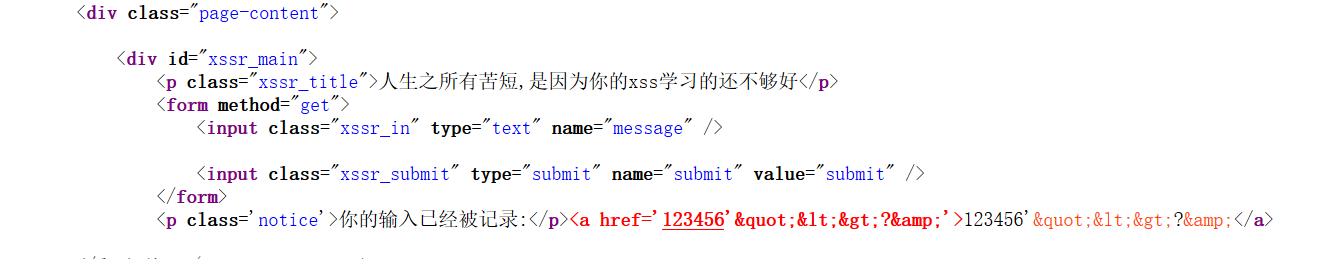 <div class="page-content">
<div id="xssr_main">
<p class="xssr_title">人生之所有苦短,是因为你的xss学习的还不够好</p>
<form method="get">
<input class="xssr_in" type="text" name="message" />
<input class="xssr_submit" type="submit" name="submit" value="submit" />
</form>
<p class='notice'>你的输入已经被记录:</p><a href='123456'&quot;&lt;&gt;?&amp;'>123456'&quot;&lt;&gt;?&amp;</a>